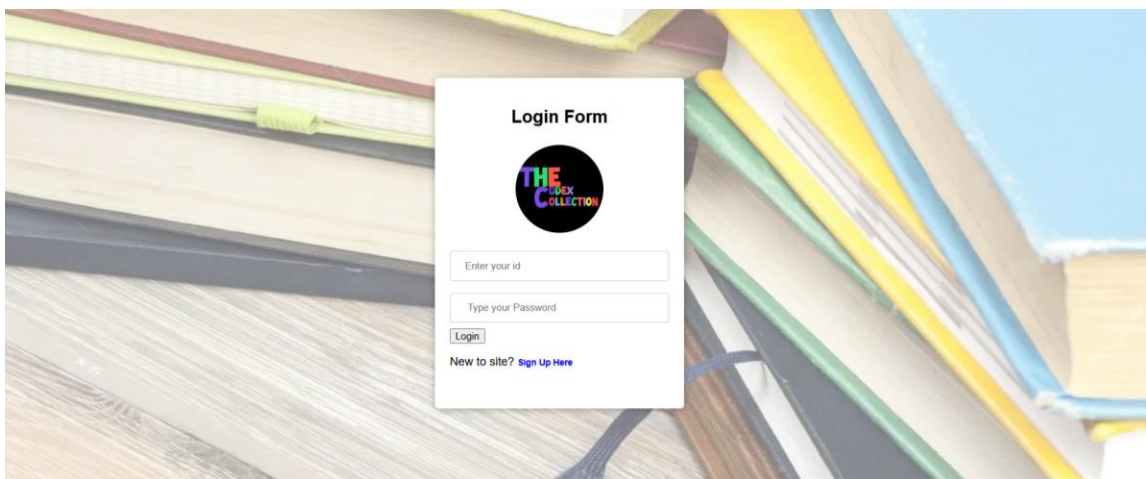 Login Form
THE
CODEX
COLLECTION
Enter your id
Type your Password
Login
New to site? Sign Up Here